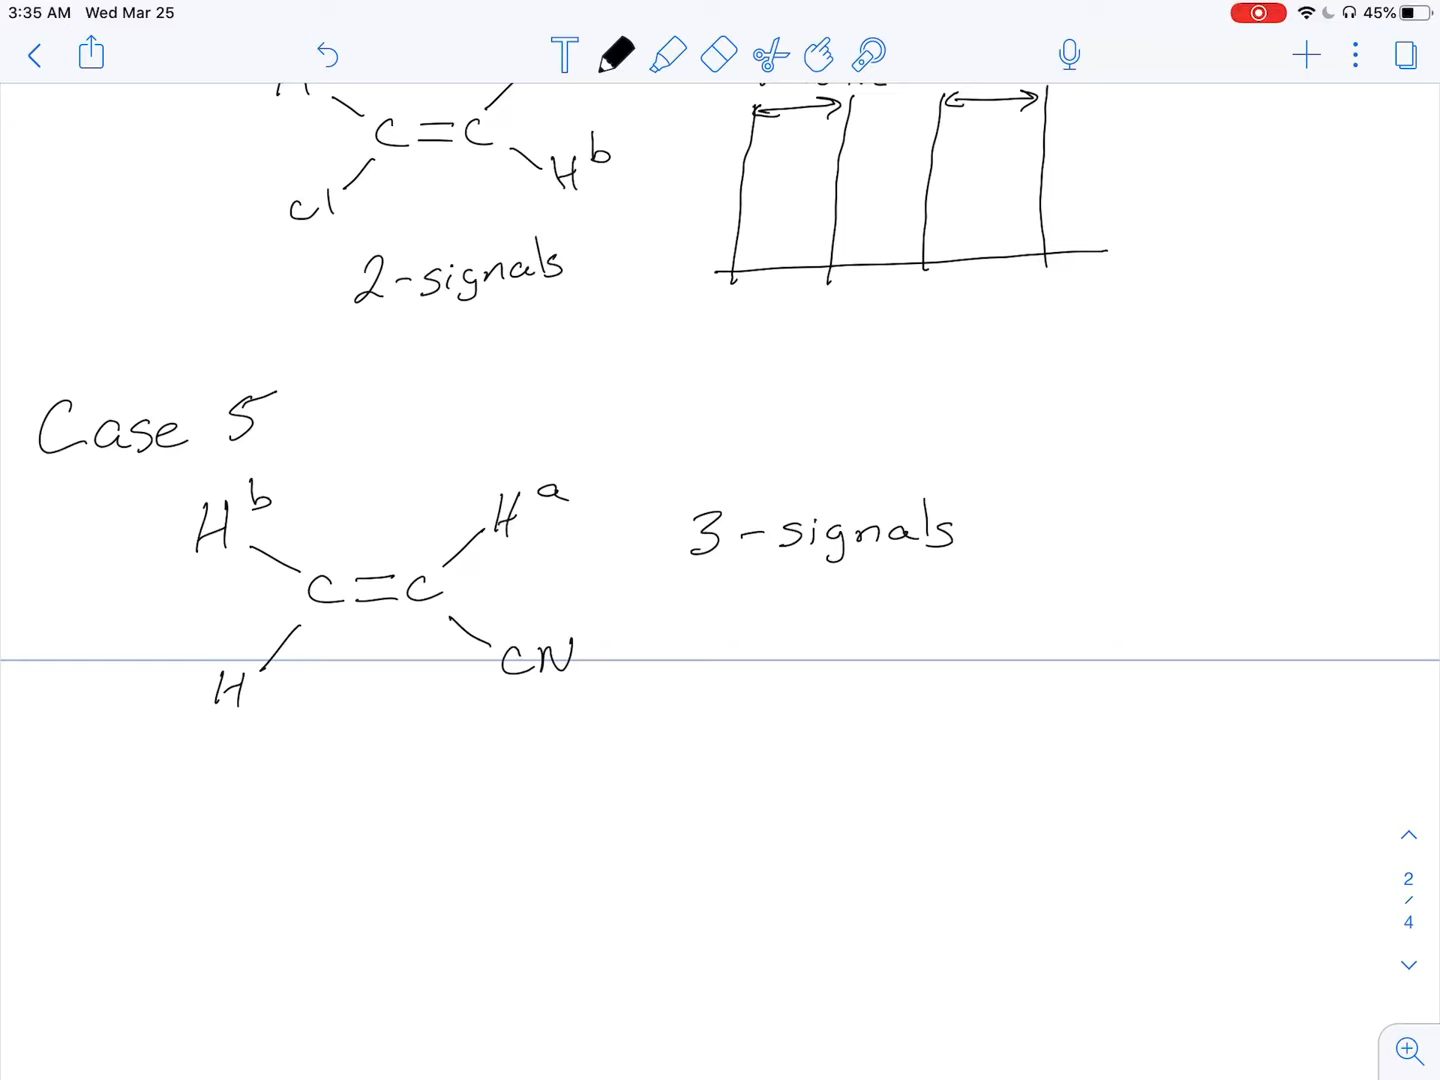 3:35 AM Wed Mar 25
45%
T
C=C
H b
Cl
2-signals
Case 5
H b H a
3-signals
C=C
H CN
2
/
4